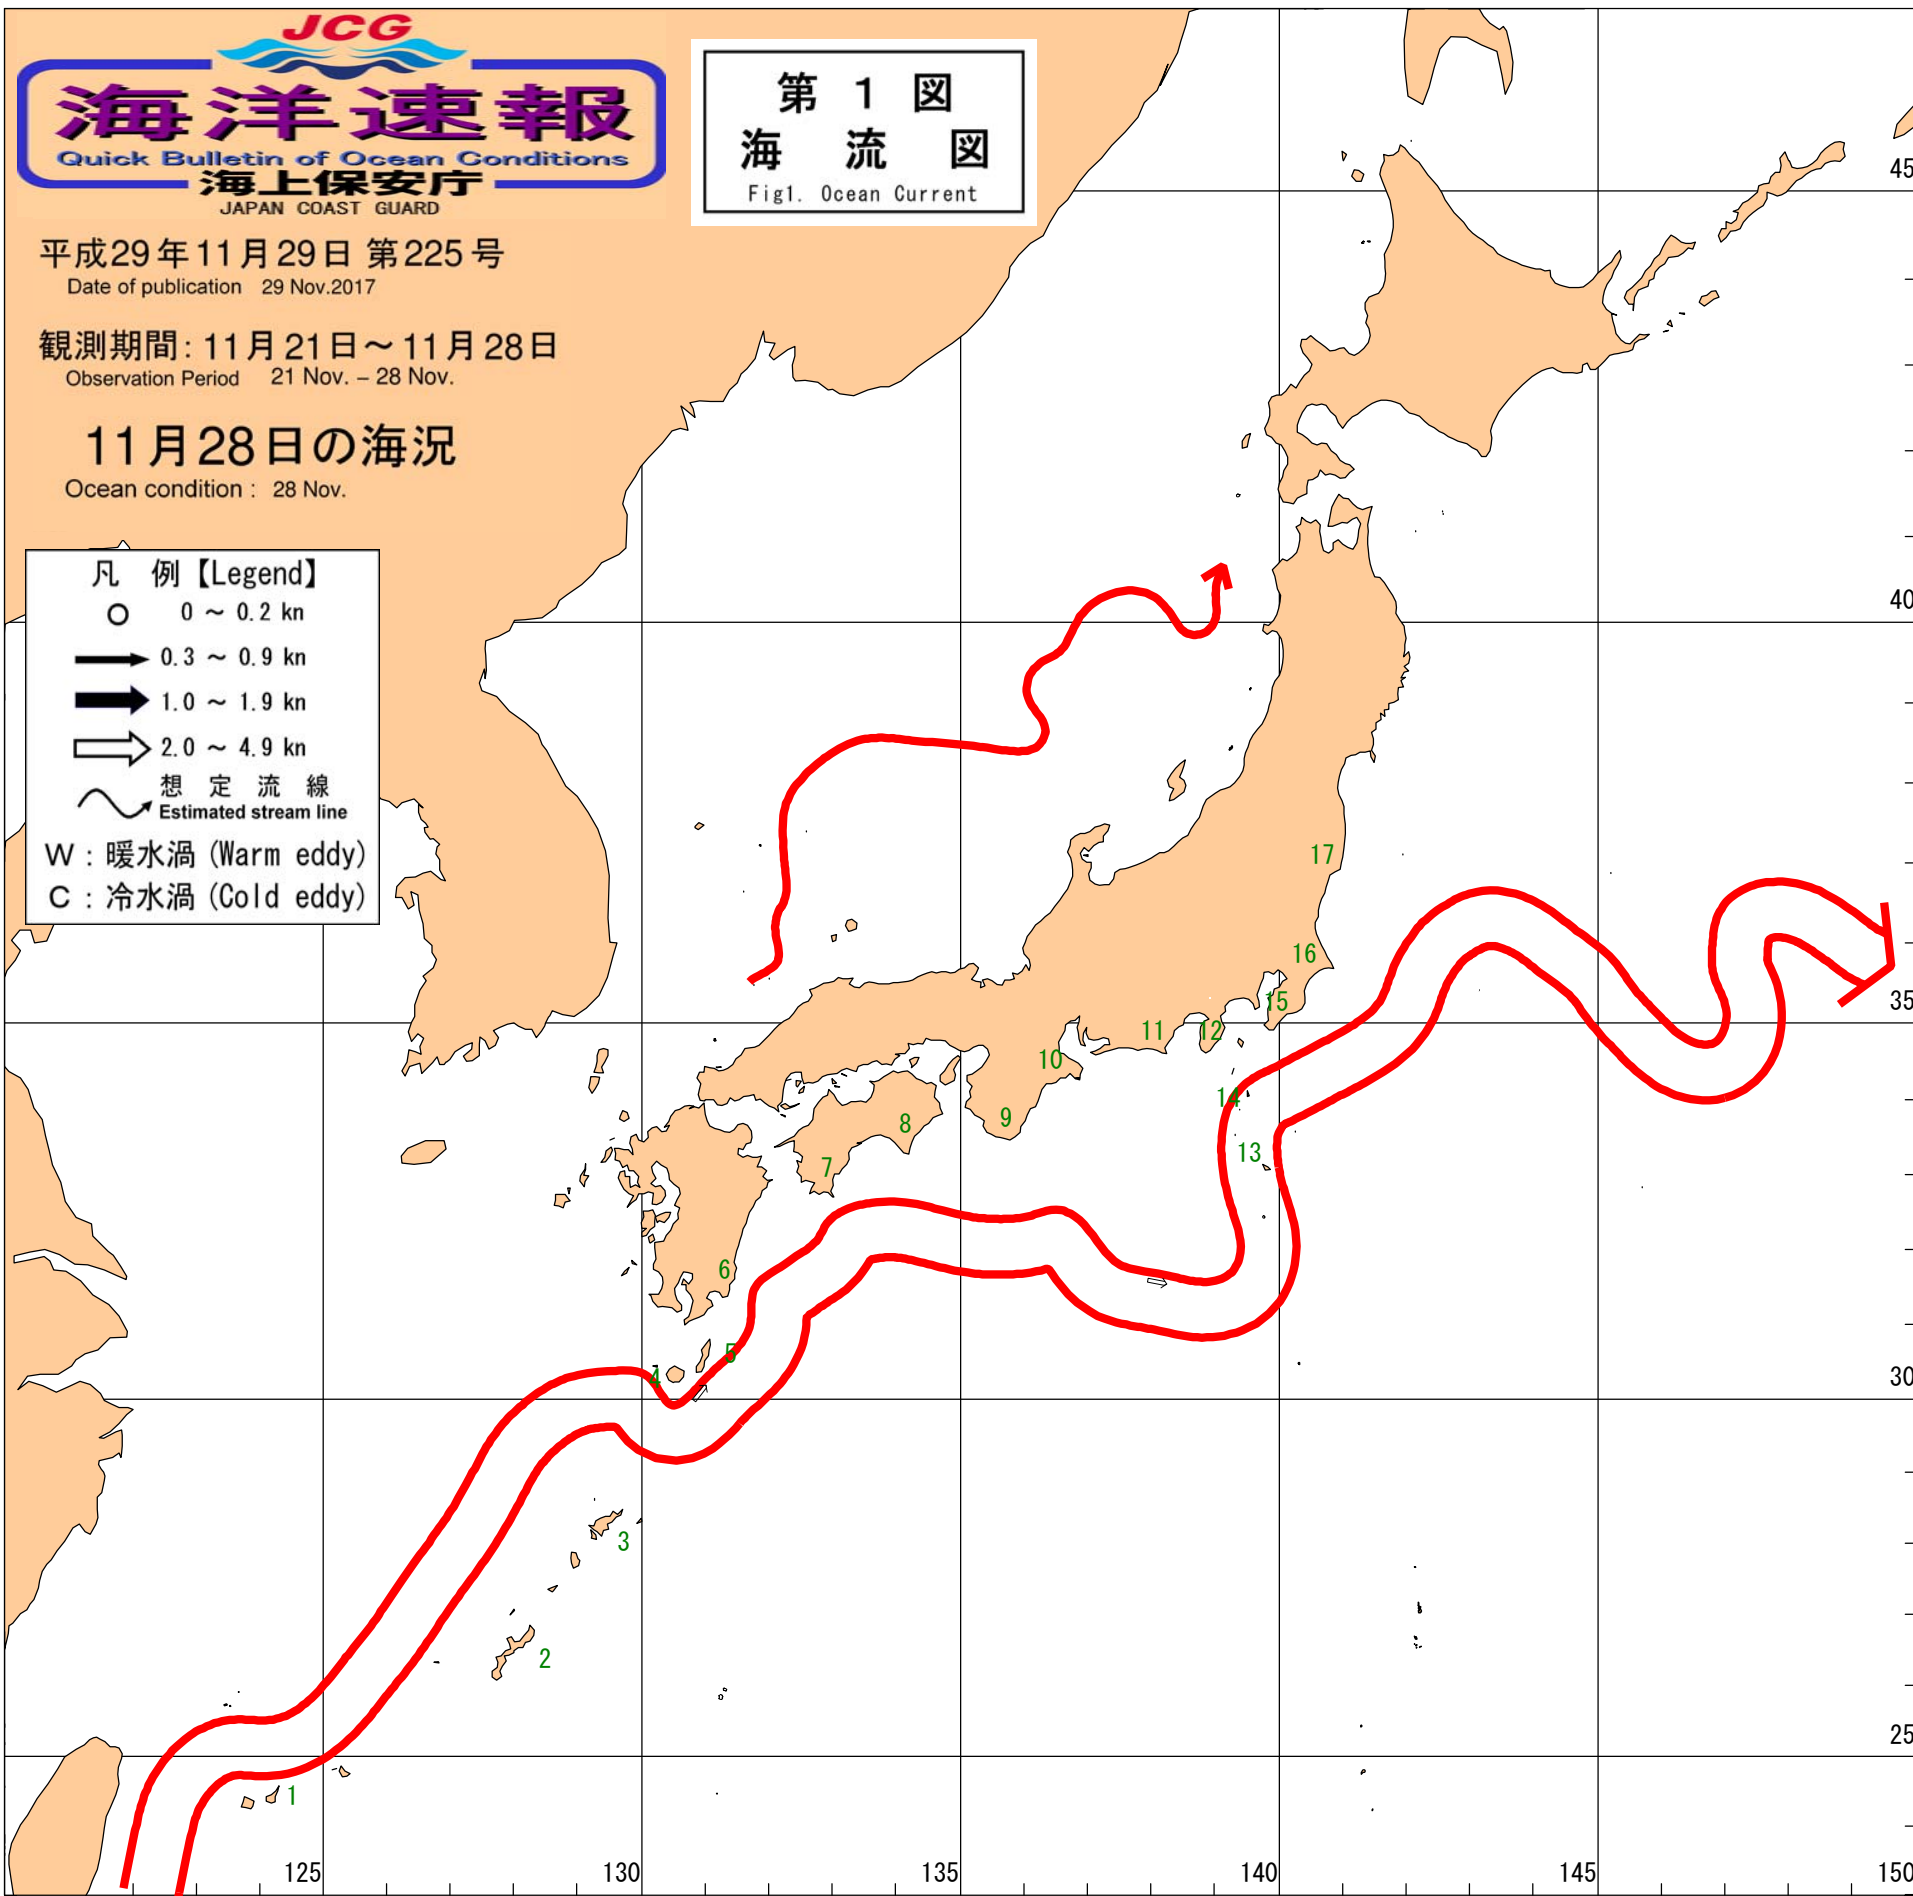 JCG
海洋速報
Quick Bulletin of Ocean Conditions
海上保安庁
JAPAN COAST GUARD
第 1 図
海 流 図
Fig1. Ocean Current
平成29年11月29日 第225号
Date of publication 29 Nov.2017
観測期間: 11月21日～11月28日
Observation Period 21 Nov. – 28 Nov.
11月28日の海況
Ocean condition : 28 Nov.
凡 例【Legend】
0 ～ 0.2 kn
0.3 ～ 0.9 kn
1.0 ～ 1.9 kn
2.0 ～ 4.9 kn
想 定 流 線
Estimated stream line
W : 暖水渦 (Warm eddy)
C : 冷水渦 (Cold eddy)
45
40
17
16
35
15
11
12
10
14
9
8
13
7
6
5
4
30
3
2
25
1
125
130
135
140
145
150